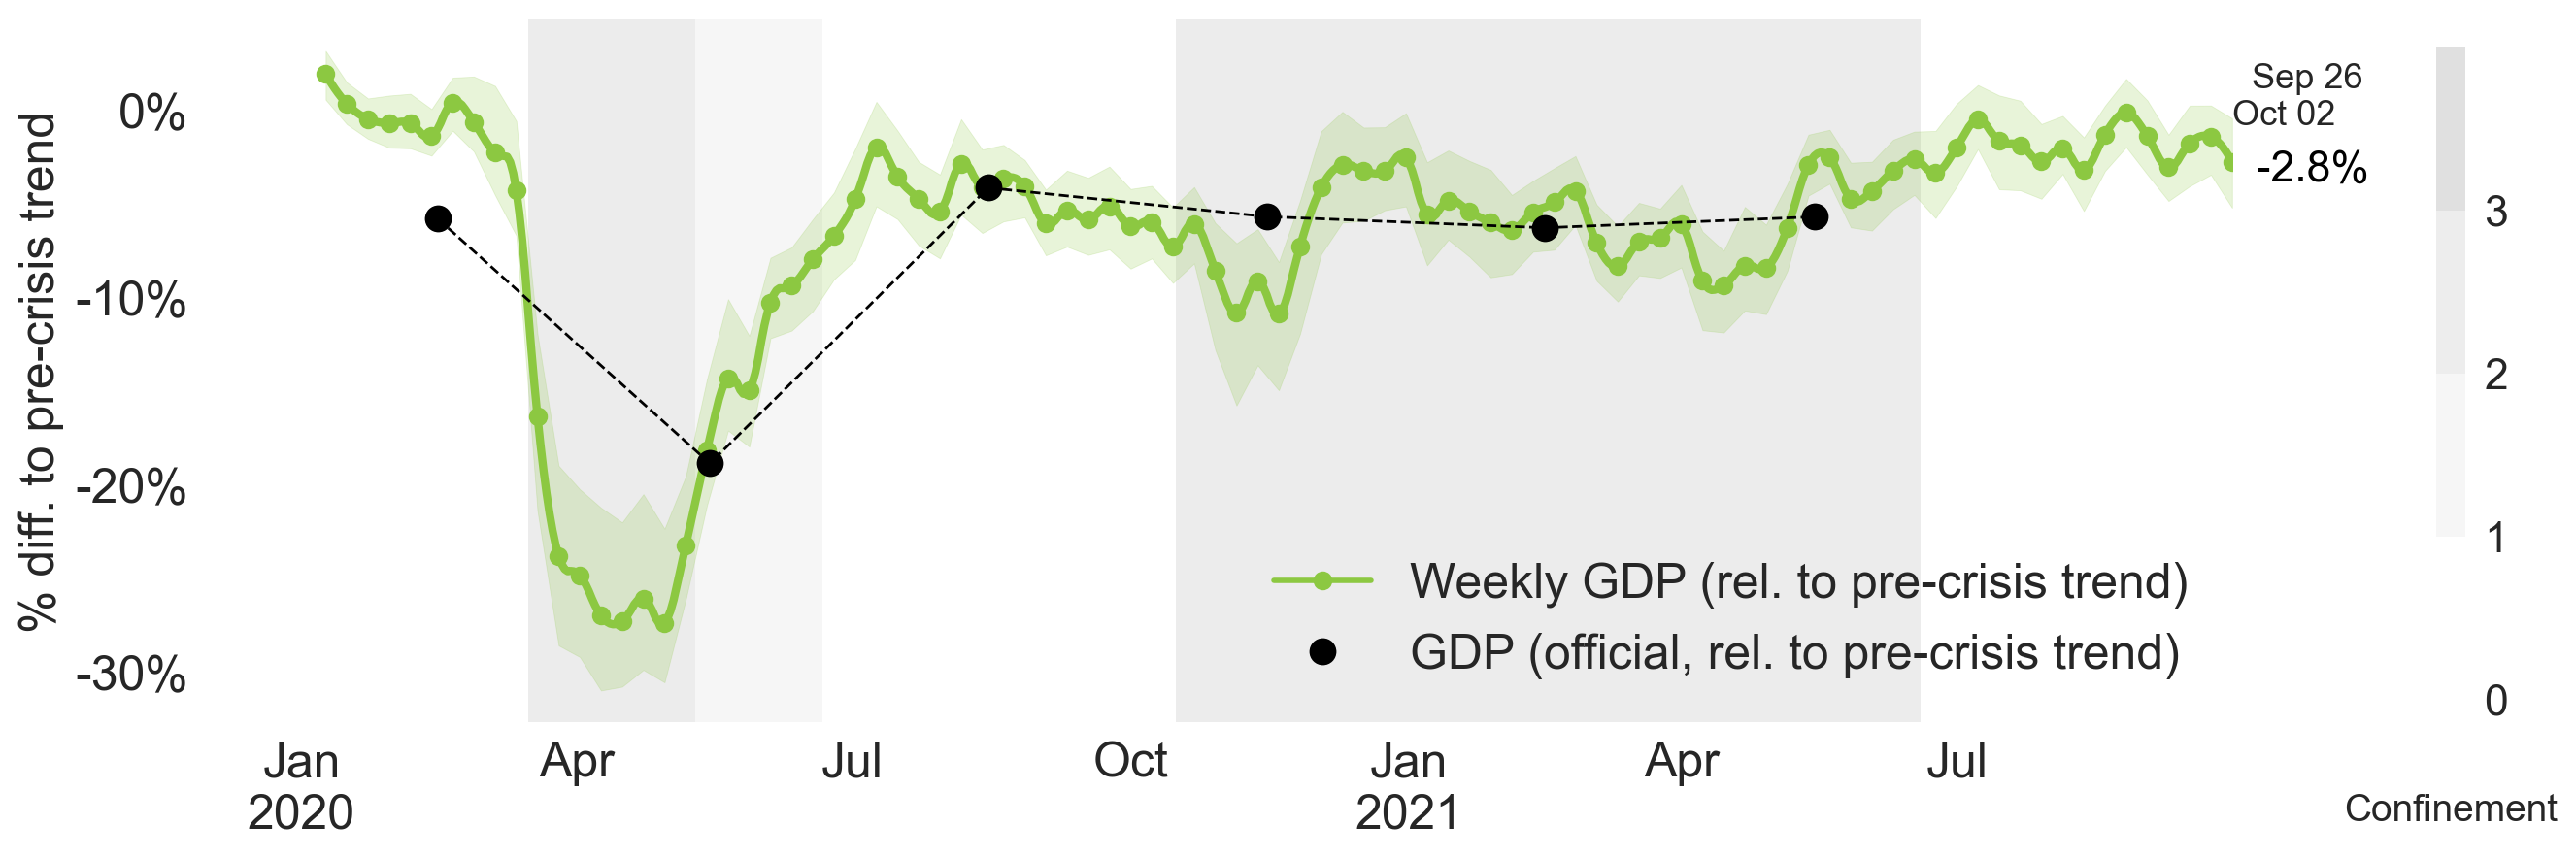 % diff. to pre-crisis trend
0%
-10%
-20%
-30%
Sep 26
Oct 02
-2.8%
Weekly GDP (rel. to pre-crisis trend)
GDP (official, rel. to pre-crisis trend)
Jan
2020
Apr
Jul
Oct
Jan
2021
Apr
Jul
3
2
1
0
Confinement